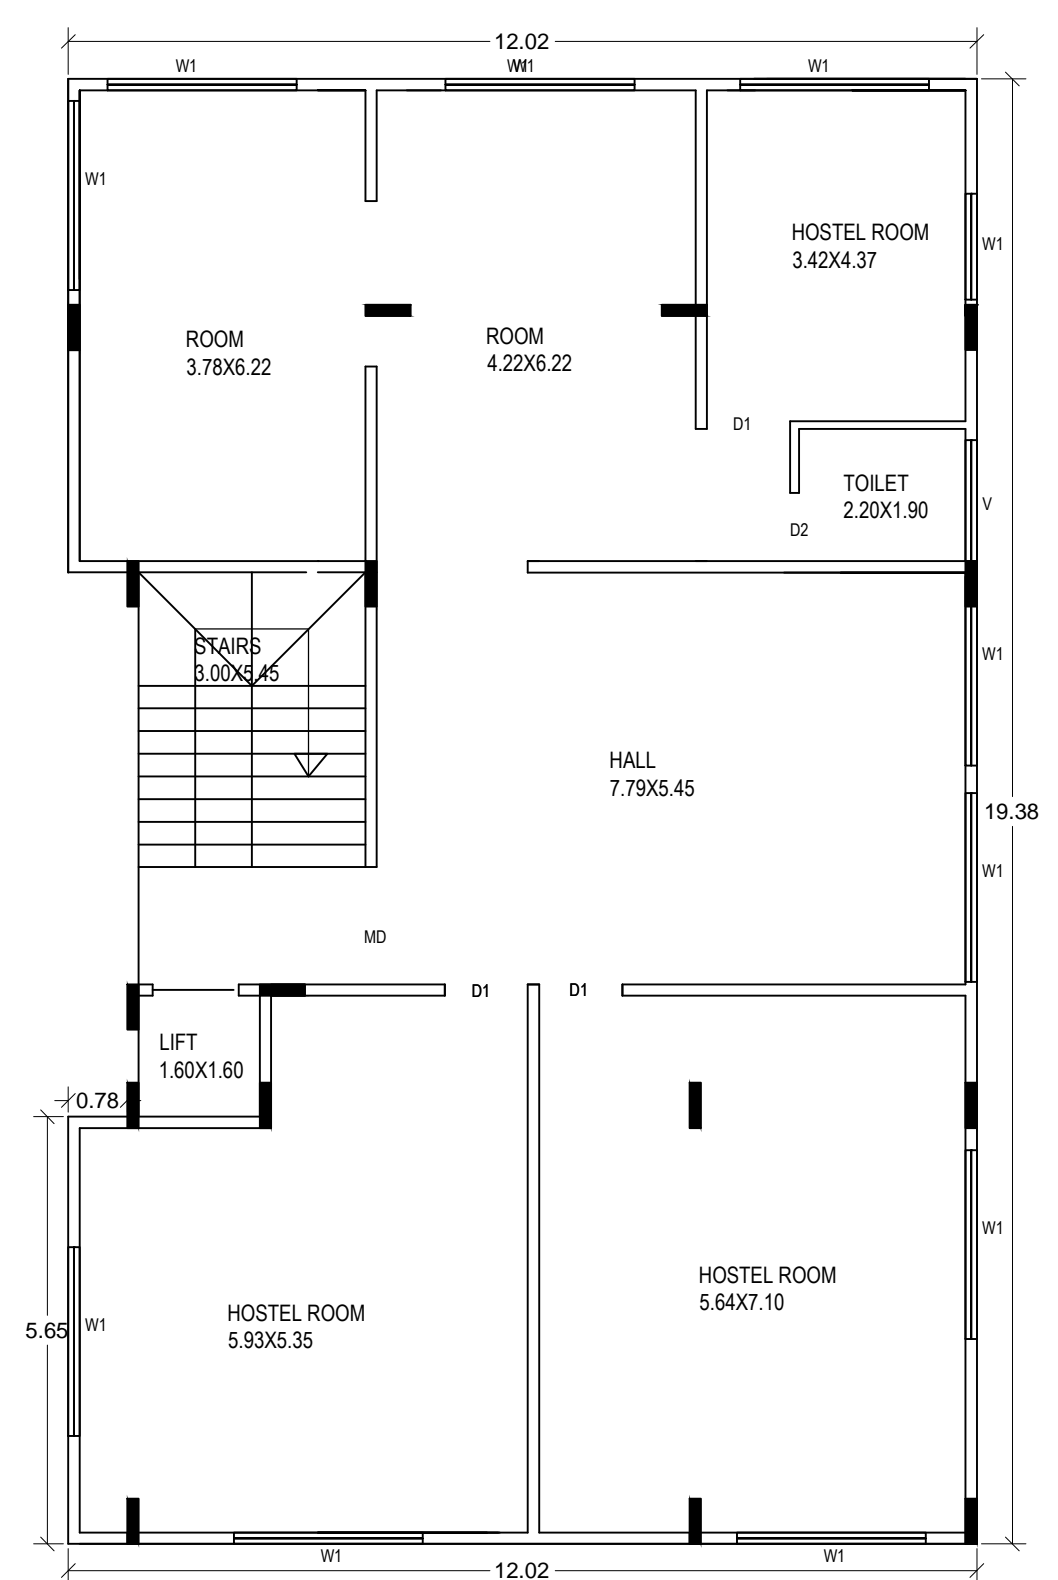 12.02
W1
W1
W1
W1
W1
HOSTEL ROOM
3.42X4.37
W1
ROOM
3.78X6.22
ROOM
4.22X6.22
D1
TOILET
2.20X1.90
V
D2
STAIRS
3.00X5.45
W1
HALL
7.79X5.45
19.38
W1
MD
D1
D1
LIFT
1.60X1.60
0.78
W1
HOSTEL ROOM
5.64X7.10
HOSTEL ROOM
5.93X5.35
5.65
W1
W1
W1
12.02